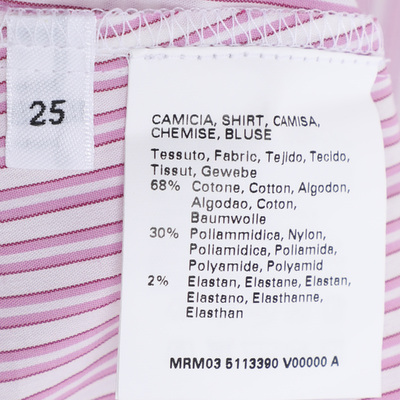 25
CAMICIA, SHIRT, CAMISA,
CHEMISE, BLUSE
Tessuto, Fabric, Tejido, Tecido,
Tissut, Gewebe
68% Cotone, Cotton, Algodon,
Algodao, Coton,
Baumwolle
30% Poliammidica, Nylon,
Poliamidica, Poliamida,
Polyamide, Polyamid
2% Elastan, Elastane, Elastan,
Elastano, Elasthanne,
Elasthan
MRM03 5113390 V00000 A